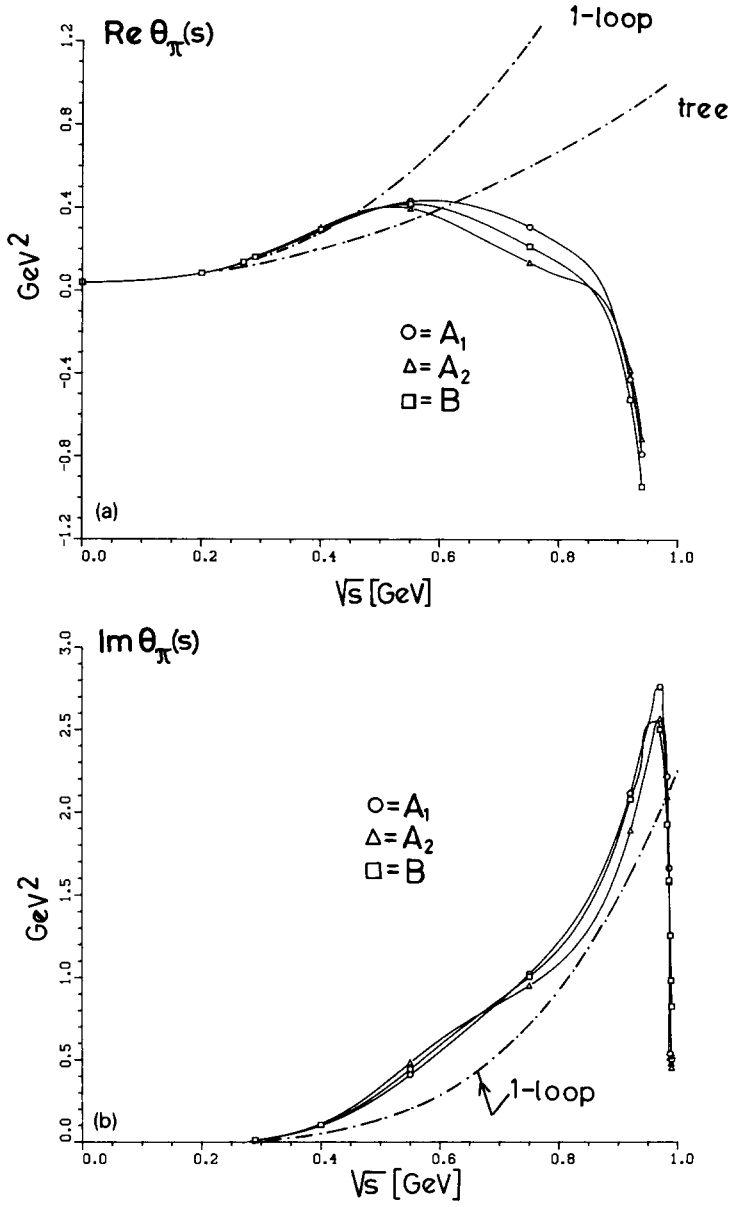 Re θπ(s)
1-loop
tree
GeV²
1.2
0.8
0.4
0.0
-0.4
-0.8
-1.2
○= A₁
△= A₂
□= B
(a)
0.0 0.2 0.4 0.6 0.8 1.0
√s [GeV]
Im θπ(s)
GeV²
3.0
2.5
2.0
1.5
1.0
0.5
0.0
○= A₁
△= A₂
□= B
1-loop
(b)
0.0 0.2 0.4 0.6 0.8 1.0
√s [GeV]